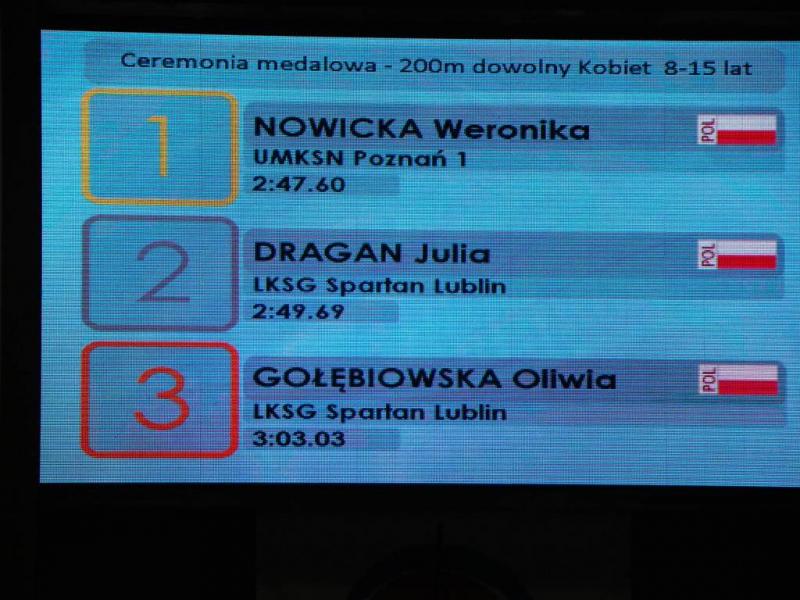 Ceremonia medalowa - 200m dowolny Kobiet 8-15 lat
1
NOWICKA Weronika
POL
UMKSN Poznań 1
2:47.60
2
DRAGAN Julia
POL
LKSG Spartan Lublin
2:49.69
3
GOŁĘBIOWSKA Oliwia
POL
LKSG Spartan Lublin
3:03.03